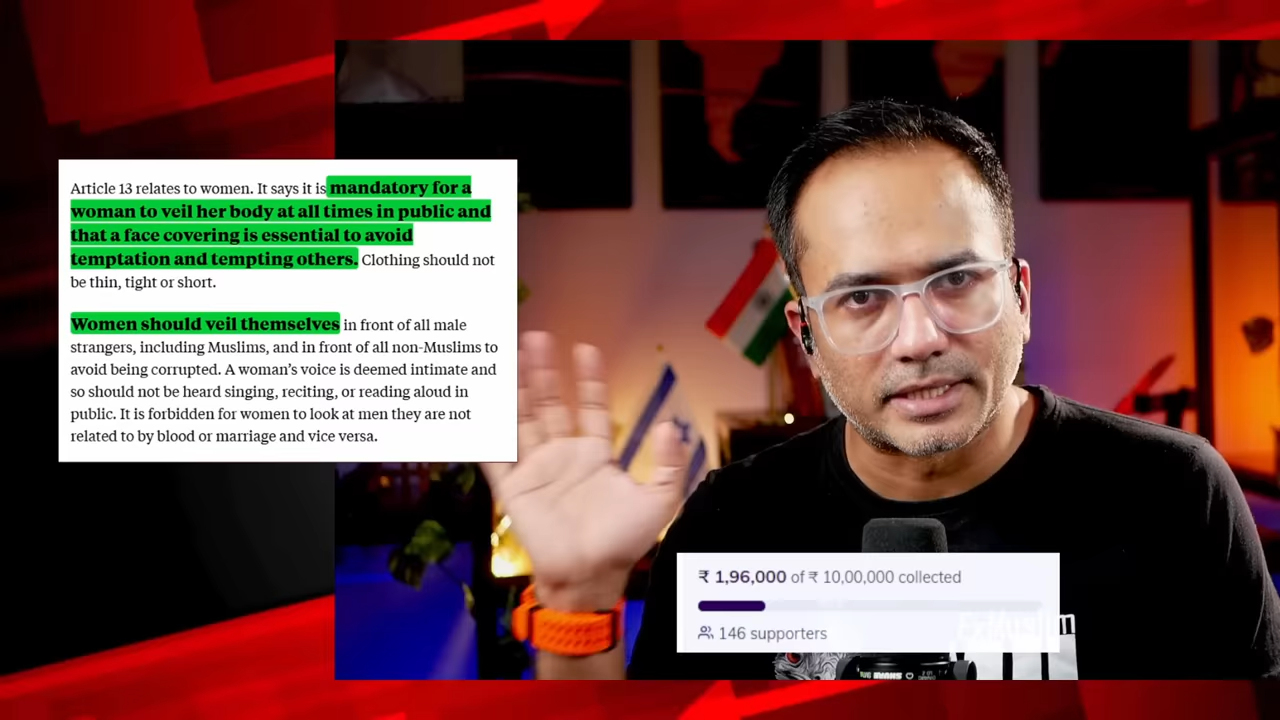 Article 13 relates to women. It says it is mandatory for a
woman to veil her body at all times in public and
that a face covering is essential to avoid
temptation and tempting others. Clothing should not
be thin, tight or short.
Women should veil themselves in front of all male
strangers, including Muslims, and in front of all non-Muslims to
avoid being corrupted. A woman’s voice is deemed intimate and
so should not be heard singing, reciting, or reading aloud in
public. It is forbidden for women to look at men they are not
related to by blood or marriage and vice versa.
₹ 1,96,000 of ₹ 10,00,000 collected
146 supporters